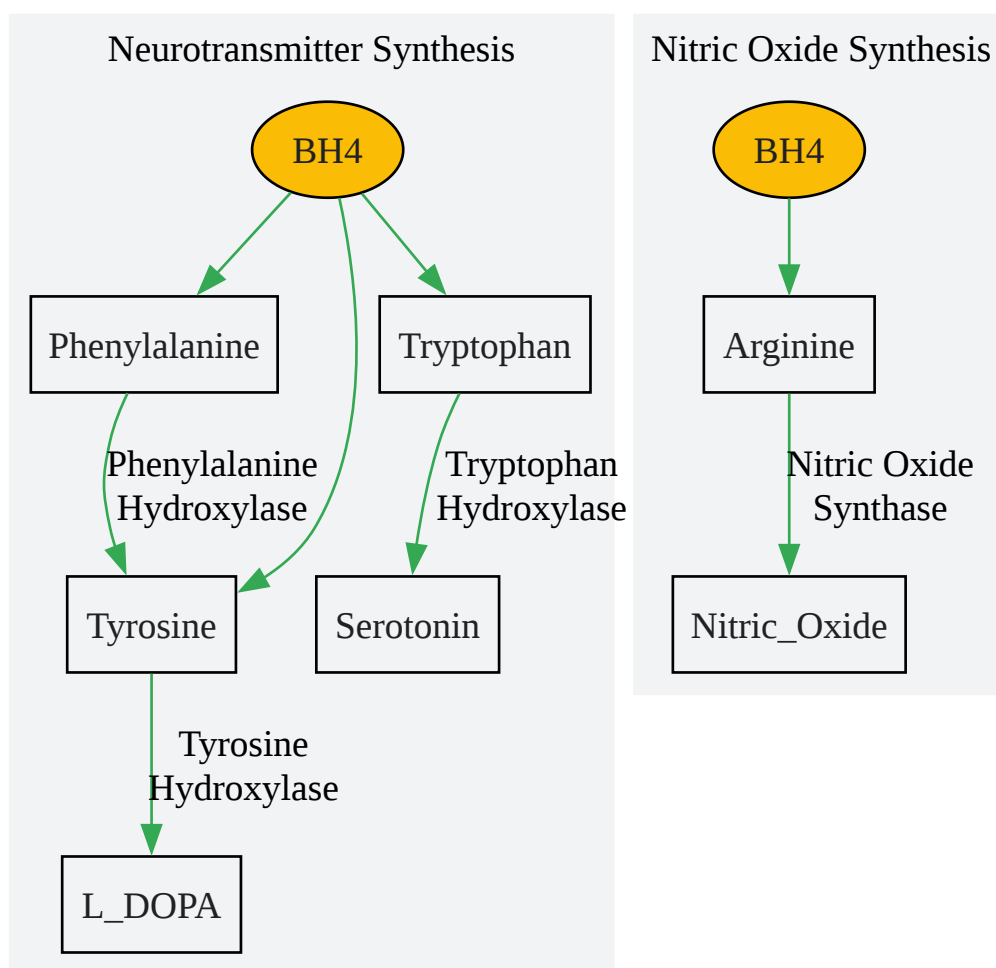 Neurotransmitter Synthesis
BH4
Phenylalanine
Tryptophan
Phenylalanine
Hydroxylase
Tryptophan
Hydroxylase
Tyrosine
Serotonin
Tyrosine
Hydroxylase
L_DOPA
Nitric Oxide Synthesis
BH4
Arginine
Nitric Oxide
Synthase
Nitric_Oxide